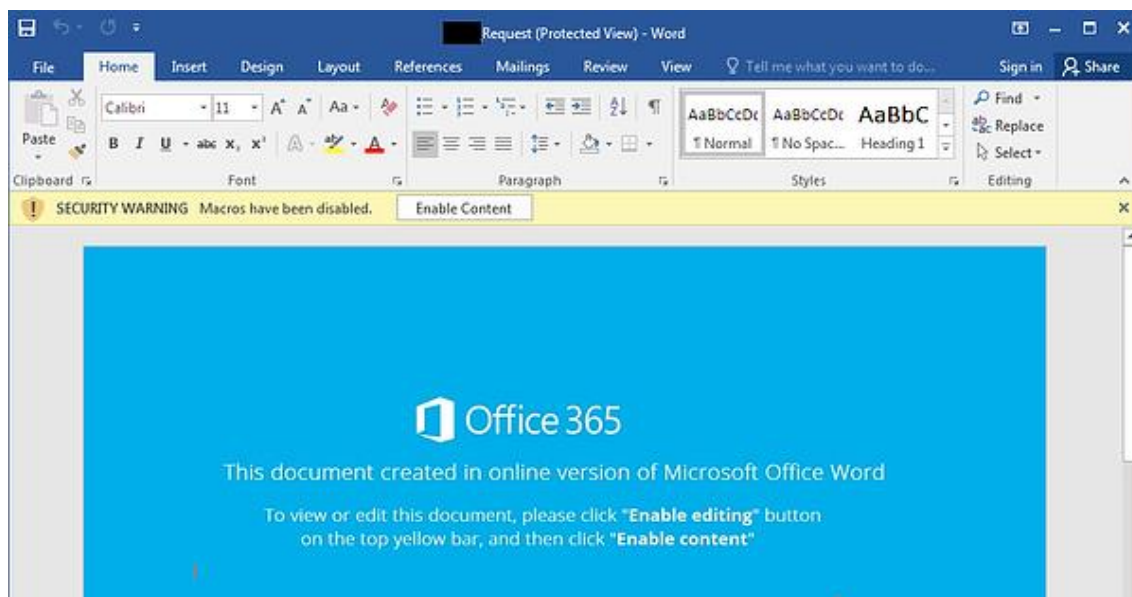 Request (Protected View) - Word
File Home Insert Design Layout References Mailings Review View Tell me what you want to do... Sign in Share
Paste
Calibri 11 A A Aa
B I U abc x, x²
AaBbCcDc AaBbCcDc AaBbC
¶ Normal ¶ No Spac... Heading 1
Find
Replace
Select
Clipboard Font Paragraph Styles Editing
SECURITY WARNING Macros have been disabled. Enable Content
Office 365
This document created in online version of Microsoft Office Word
To view or edit this document, please click "Enable editing" button
on the top yellow bar, and then click "Enable content"